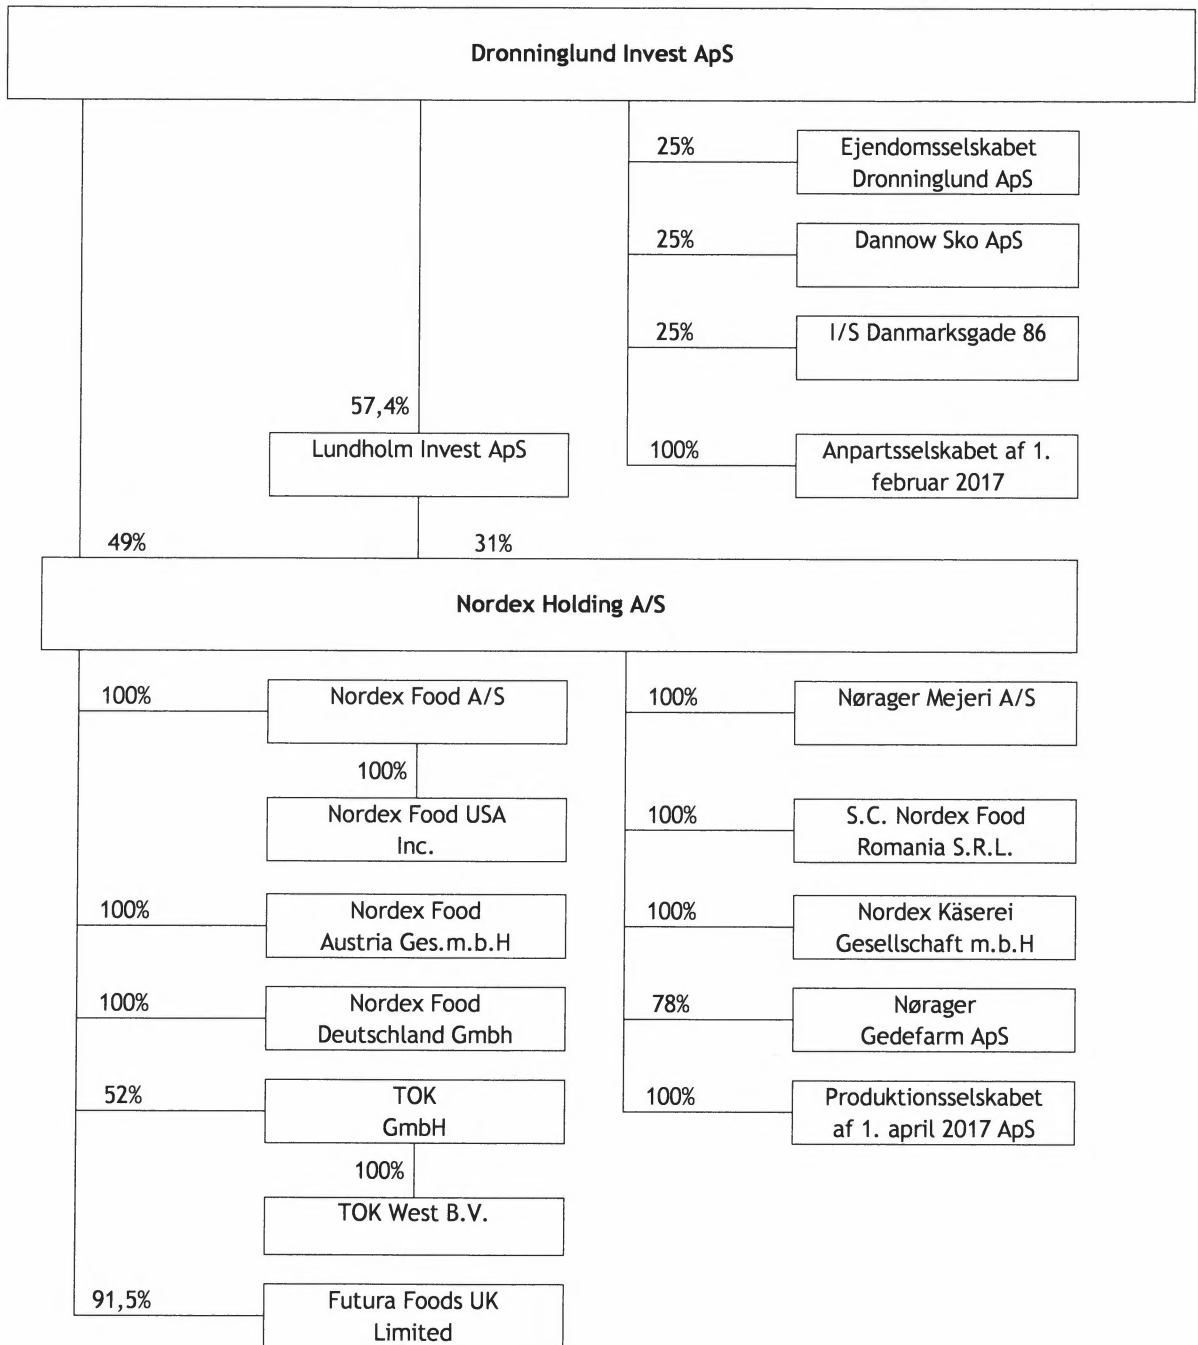 Dronninglund Invest ApS
25%
Ejendomsselskabet
Dronninglund ApS
25%
Dannow Sko ApS
25%
I/S Danmarksgade 86
57,4%
Lundholm Invest ApS
100%
Anpartsselskabet af 1.
februar 2017
49%
31%
Nordex Holding A/S
100%
Nordex Food A/S
100%
Nordex Food USA
Inc.
100%
Nordex Food
Austria Ges.m.b.H
100%
Nordex Food
Deutschland Gmbh
52%
TOK
GmbH
100%
TOK West B.V.
91,5%
Futura Foods UK
Limited
100%
Nørager Mejeri A/S
100%
S.C. Nordex Food
Romania S.R.L.
100%
Nordex Käserei
Gesellschaft m.b.H
78%
Nørager
Gedefarm ApS
100%
Produktionsselskabet
af 1. april 2017 ApS